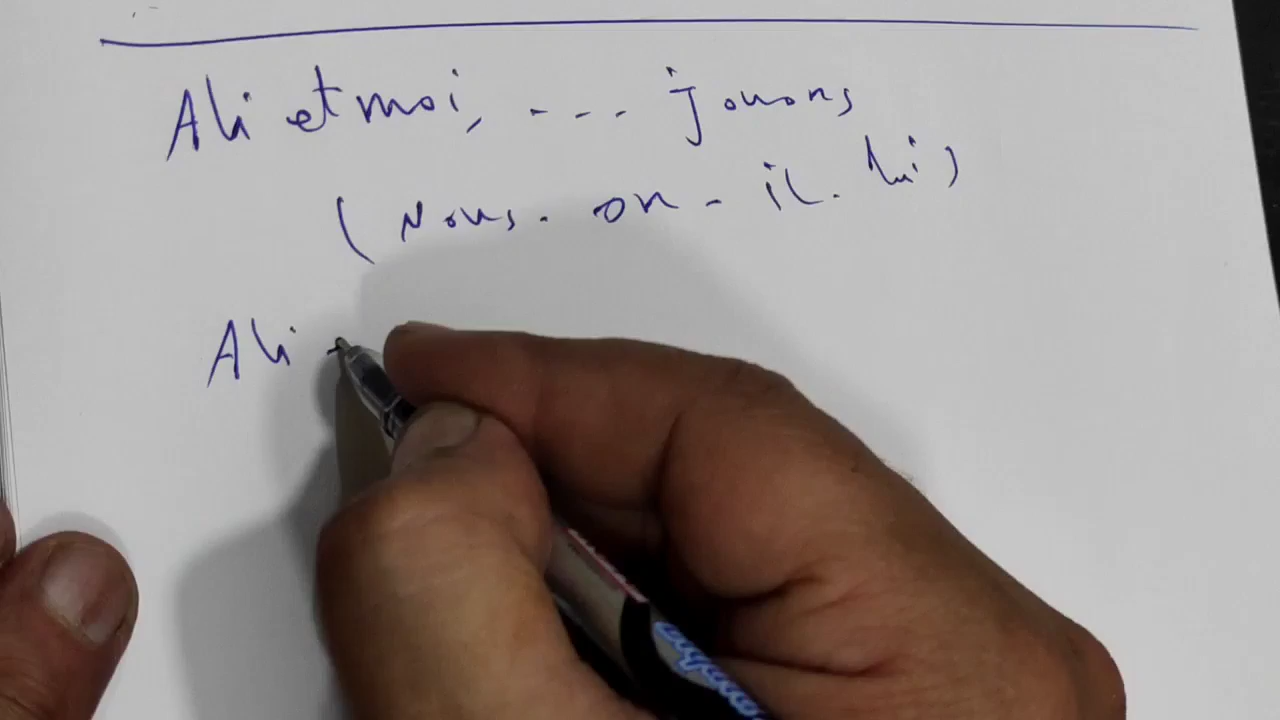 Ali et moi, .... jouons
(Nous. on - il. lui)
Ali